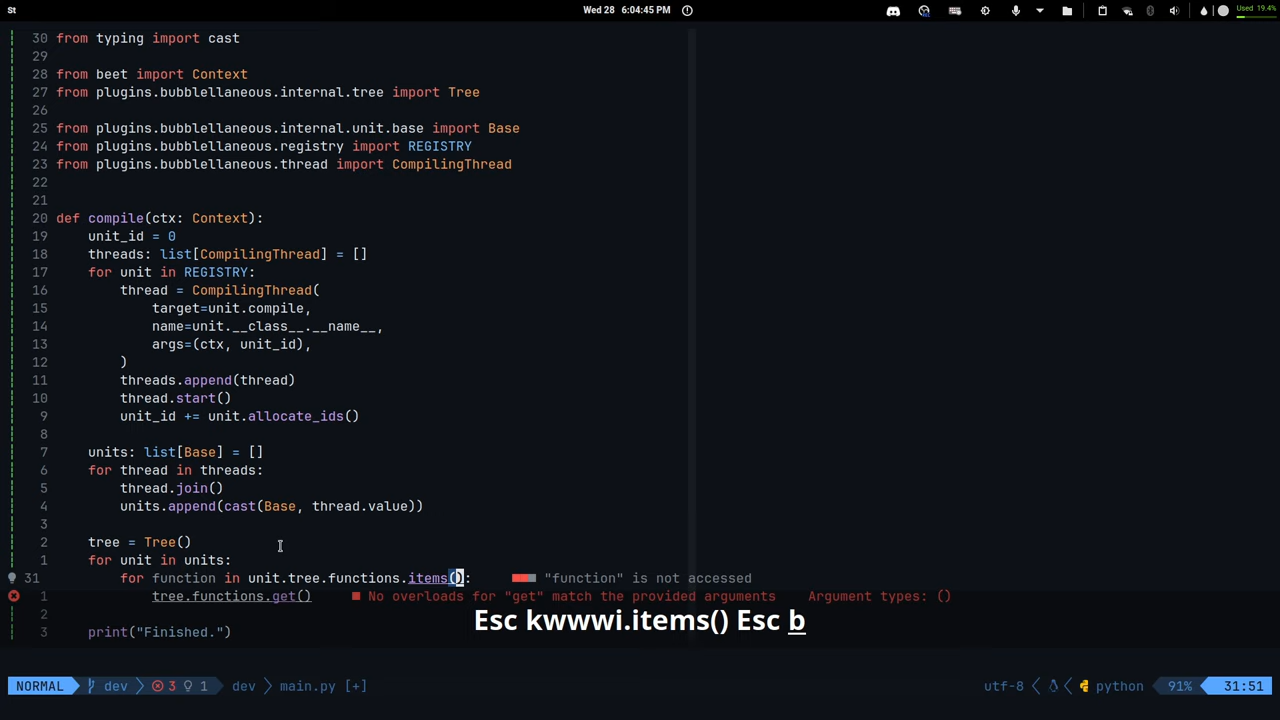 St Wed 28 6:04:45 PM Used 19.4%
30 from typing import cast
29
28 from beet import Context
27 from plugins.bubblellaneous.internal.tree import Tree
26
25 from plugins.bubblellaneous.internal.unit.base import Base
24 from plugins.bubblellaneous.registry import REGISTRY
23 from plugins.bubblellaneous.thread import CompilingThread
22
21
20 def compile(ctx: Context):
19 unit_id = 0
18 threads: list[CompilingThread] = []
17 for unit in REGISTRY:
16 thread = CompilingThread(
15 target=unit.compile,
14 name=unit.__class__.__name__,
13 args=(ctx, unit_id),
12 )
11 threads.append(thread)
10 thread.start()
9 unit_id += unit.allocate_ids()
8
7 units: list[Base] = []
6 for thread in threads:
5 thread.join()
4 units.append(cast(Base, thread.value))
3
2 tree = Tree()
1 for unit in units:
31 for function in unit.tree.functions.items(): "function" is not accessed
1 tree.functions.get() No overloads for "get" match the provided arguments Argument types: ()
2
3 print("Finished.")
Esc kwwwi.items() Esc b
NORMAL dev 3 1 dev main.py [+] utf-8 python 91% 31:51